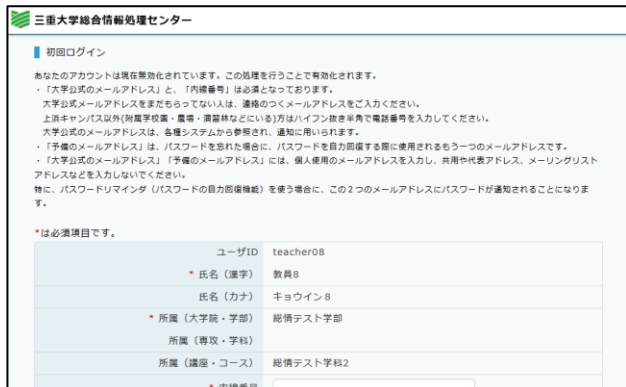 三重大学総合情報処理センター
初回ログイン
あなたのアカウントは現在無効化されています。この処理を行うことで有効化されます。
・「大学公式のメールアドレス」と、「内線番号」は必須となっております。
大学公式メールアドレスをまだもらってない人は、連絡のつくメールアドレスをご入力ください。
上浜キャンパス以外(附属学校園・農場・演習林などにいる)方はハイフン抜き半角で電話番号を入力してください。
大学公式のメールアドレスは、各種システムから参照され、通知に用いられます。
・「予備のメールアドレス」は、パスワードを忘れた場合に、パスワードを自力回復する際に使用されるもう一つのメールアドレスです。
・「大学公式のメールアドレス」「予備のメールアドレス」には、個人使用のメールアドレスを入力し、共用や代表アドレス、メーリングリスト
アドレスなどを入力しないでください。
特に、パスワードリマインダ（パスワードの自力回復機能）を使う場合に、この２つのメールアドレスにパスワードが通知されることになりま
す。
*は必須項目です。
ユーザID teacher08
* 氏名（漢字） 教員8
氏名（カナ） キョウイン８
* 所属（大学院・学部） 総情テスト学部
所属（専攻・学科）
所属（講座・コース） 総情テスト学科2
* 内線番号